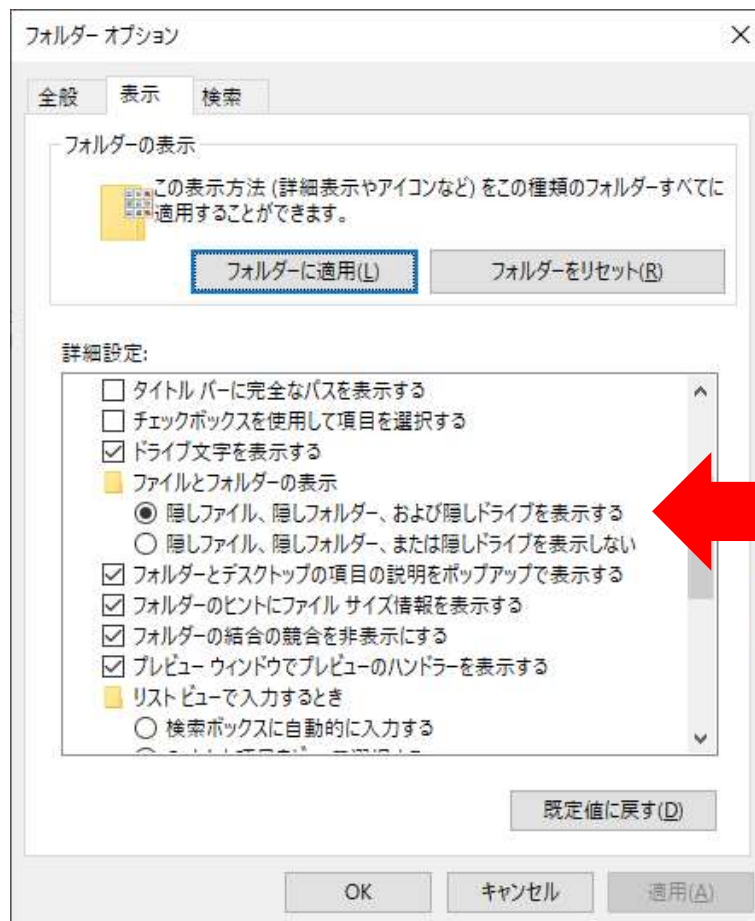 フォルダー オプション
全般 表示 検索
フォルダーの表示
この表示方法 (詳細表示やアイコンなど) をこの種類のフォルダーすべてに
適用することができます。
フォルダーに適用(L) フォルダーをリセット(R)
詳細設定:
タイトル バーに完全なパスを表示する
チェックボックスを使用して項目を選択する
ドライブ文字を表示する
ファイルとフォルダーの表示
隠しファイル、隠しフォルダー、および隠しドライブを表示する
隠しファイル、隠しフォルダー、または隠しドライブを表示しない
フォルダーとデスクトップの項目の説明をポップアップで表示する
フォルダーのヒントにファイル サイズ情報を表示する
フォルダーの結合の競合を非表示にする
プレビュー ウィンドウでプレビューのハンドラーを表示する
リスト ビューで入力するとき
検索ボックスに自動的に入力する
既定値に戻す(D)
OK キャンセル 適用(A)